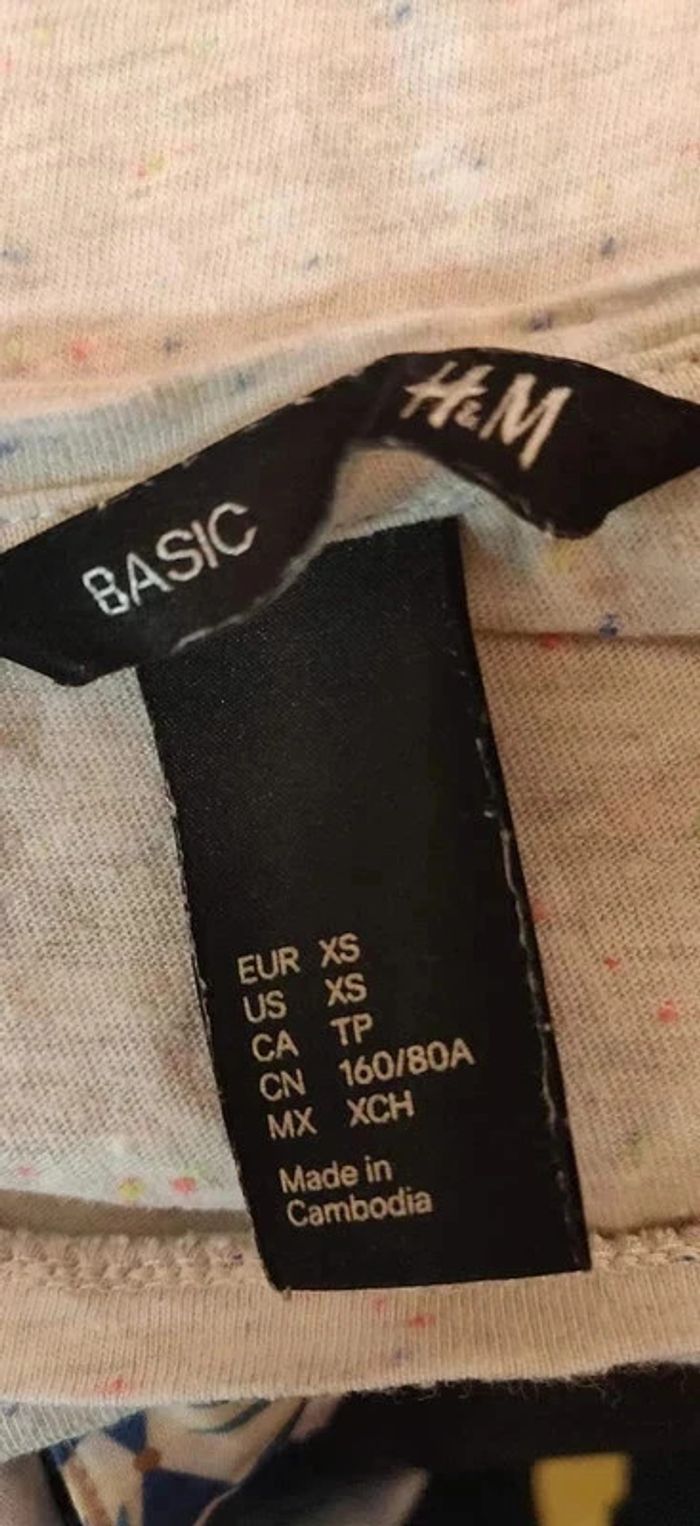 H&M
BASIC
EUR XS
US XS
CA TP
CN 160/80A
MX XCH
Made in
Cambodia